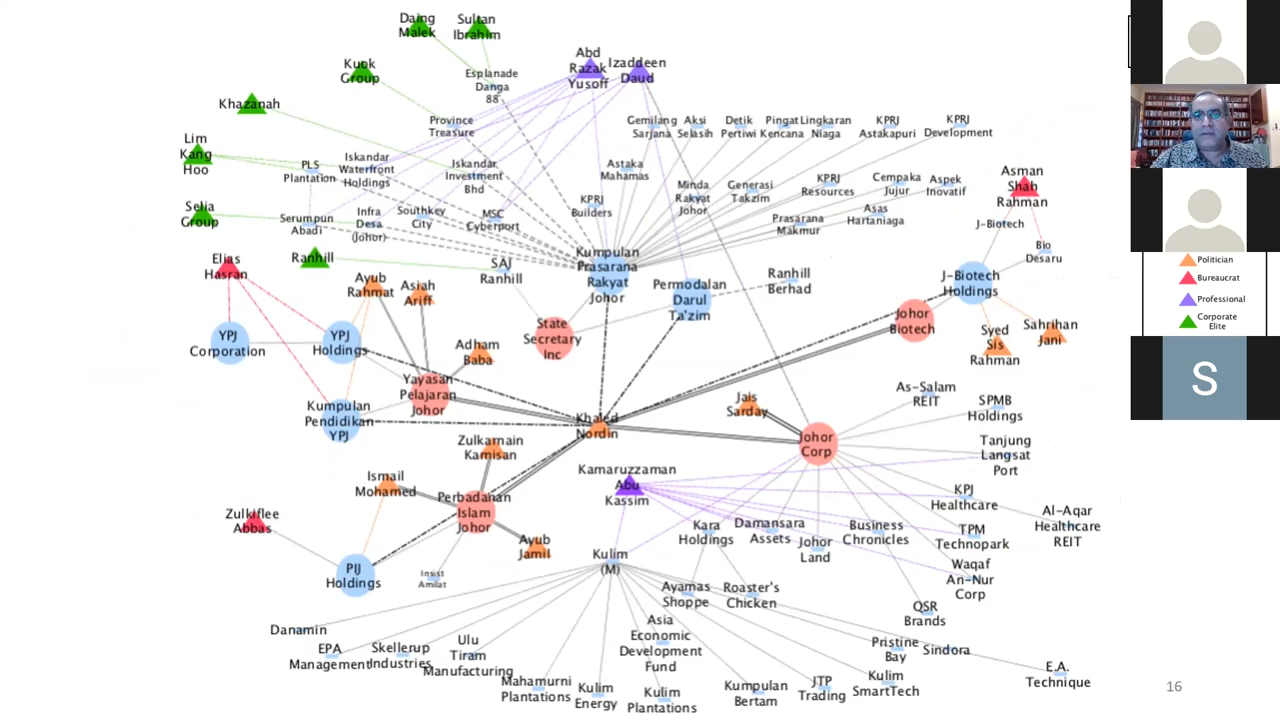 Daing
Malek
Sultan
Ibrahim
Kuok
Group
Esplanade
Danga
88
Abd
Razak
Yusoff
Izaddeen
Daud
Khazanah
Province
Treasure
Gemilang
Sarjana
Aksi
Selasih
Detik
Pertiwi
Pingat
Kencana
Lingkaran
Niaga
KPRJ
Astakapuri
KPRJ
Development
Lim
Kang
Hoo
PLS
Plantation
Iskandar
Waterfront
Holdings
Iskandar
Investment
Bhd
Astaka
Mahamas
Minda
Rakyat
Johor
Generasi
Takzim
KPRJ
Resources
Cempaka
Jujur
Aspek
Inovatif
Asman
Shah
Rahman
Selia
Group
Serumpun
Abadi
Infra
Desa
(Johor)
Southkey
City
MSC
Cyberport
KPRJ
Builders
Prasarana
Makmur
Asas
Hartaniaga
J-Biotech
Bio
Desaru
Elias
Hasran
Ranhill
SAJ
Ranhill
Kumpulan
Prasarana
Rakyat
Johor
Permodalan
Darul
Ta'zim
Ranhill
Berhad
J-Biotech
Holdings
Ayub
Rahmat
Asiah
Ariff
State
Secretary
Inc
Johor
Biotech
Syed
Sis
Rahman
Sahrihan
Jani
YPJ
Corporation
YPJ
Holdings
Adham
Baba
Yayasan
Pelajaran
Johor
Kumpulan
Pendidikan
YPJ
Khaled
Nordin
Jais
Sarday
Johor
Corp
As-Salam
REIT
SPMB
Holdings
Tanjung
Langsat
Port
Zulkarnain
Kamisan
Ismail
Mohamed
Perbadanan
Islam
Johor
Kamaruzzaman
Abu
Kassim
KPJ
Healthcare
Al-Aqar
Healthcare
REIT
Zulkiflee
Abbas
Ayub
Jamil
Kara
Holdings
Damansara
Assets
Johor
Land
Business
Chronicles
TPM
Technopark
Waqaf
An-Nur
Corp
PIJ
Holdings
Insist
Amilat
Kulim
(M)
Ayamas
Shoppe
Roaster's
Chicken
QSR
Brands
Danamin
EPA
Management
Skellerup
Industries
Ulu
Tiram
Manufacturing
Asia
Economic
Development
Fund
Pristine
Bay
Sindora
E.A.
Technique
Mahamurni
Plantations
Kulim
Energy
Kulim
Plantations
Kumpulan
Bertam
JTP
Trading
Kulim
SmartTech
16
Politician
Bureaucrat
Professional
Corporate
Elite
S